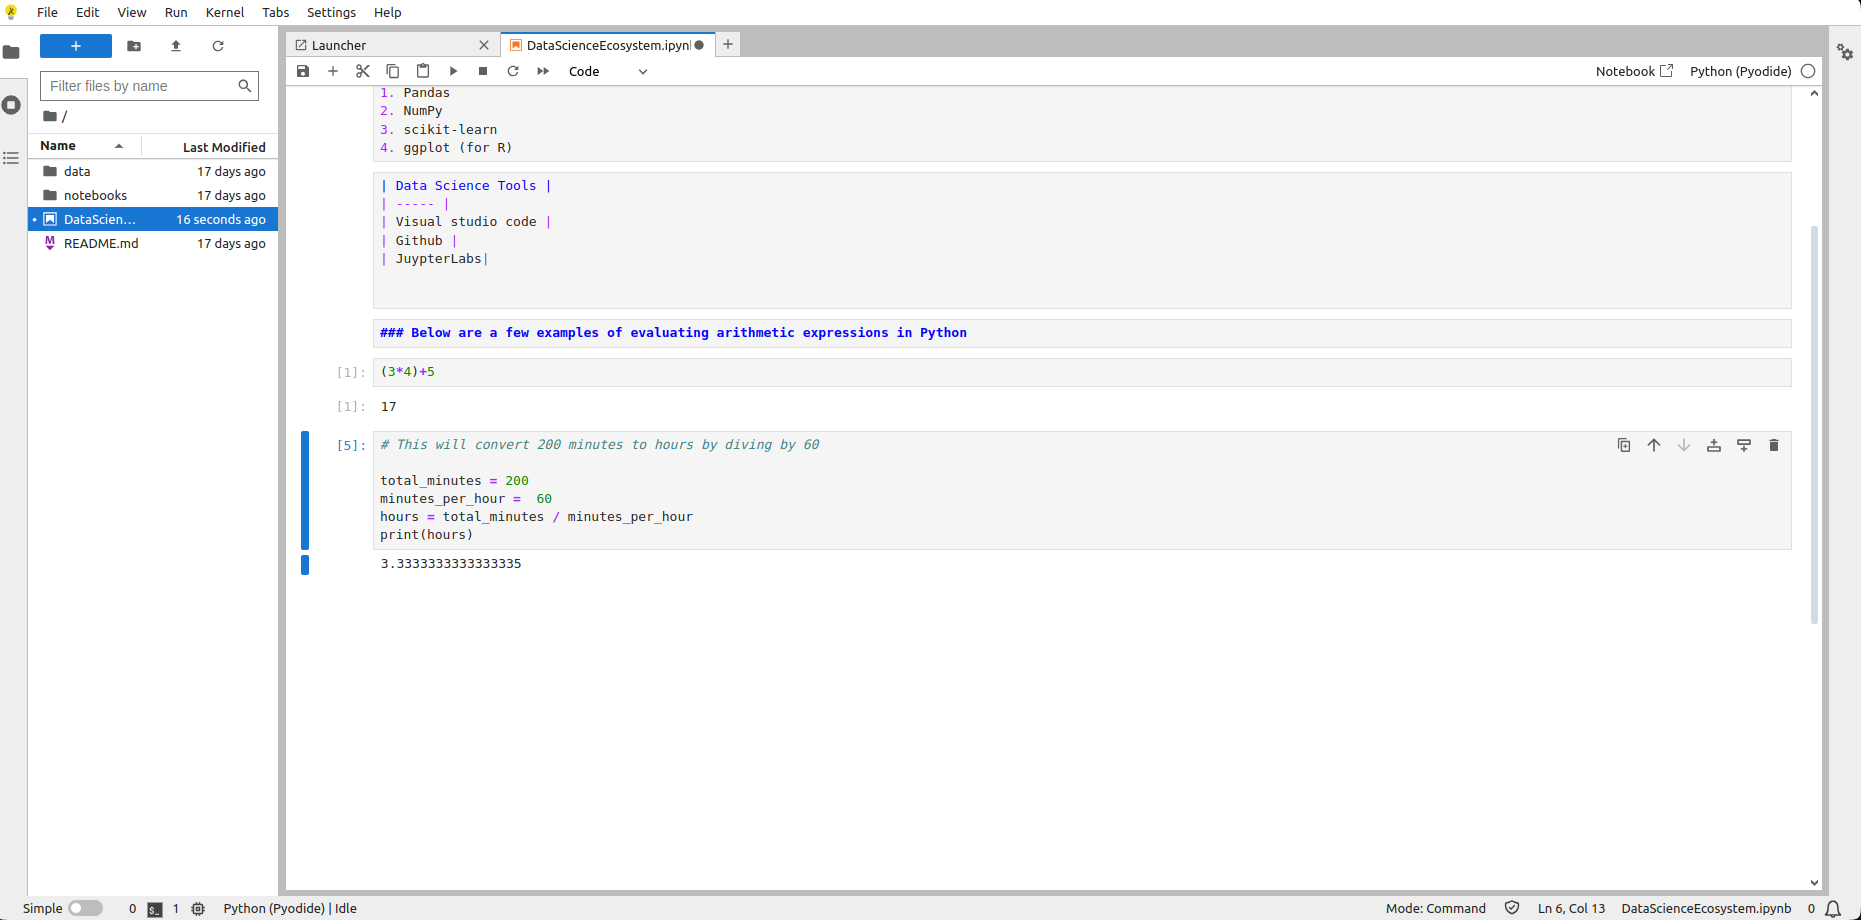 File Edit View Run Kernel Tabs Settings Help
+
Filter files by name
/
Name Last Modified
data 17 days ago
notebooks 17 days ago
DataScien... 16 seconds ago
README.md 17 days ago
Launcher
DataScienceEcosystem.ipynl
Code
Notebook
Python (Pyodide)
1. Pandas
2. NumPy
3. scikit-learn
4. ggplot (for R)
| Data Science Tools |
| ----- |
| Visual studio code |
| Github |
| JuypterLabs|
### Below are a few examples of evaluating arithmetic expressions in Python
[1]: (3*4)+5
[1]: 17
[5]: # This will convert 200 minutes to hours by diving by 60
total_minutes = 200
minutes_per_hour =  60
hours = total_minutes / minutes_per_hour
print(hours)
3.3333333333333335
Simple 0 $_ 1 Python (Pyodide) | Idle
Mode: Command Ln 6, Col 13 DataScienceEcosystem.ipynb 0